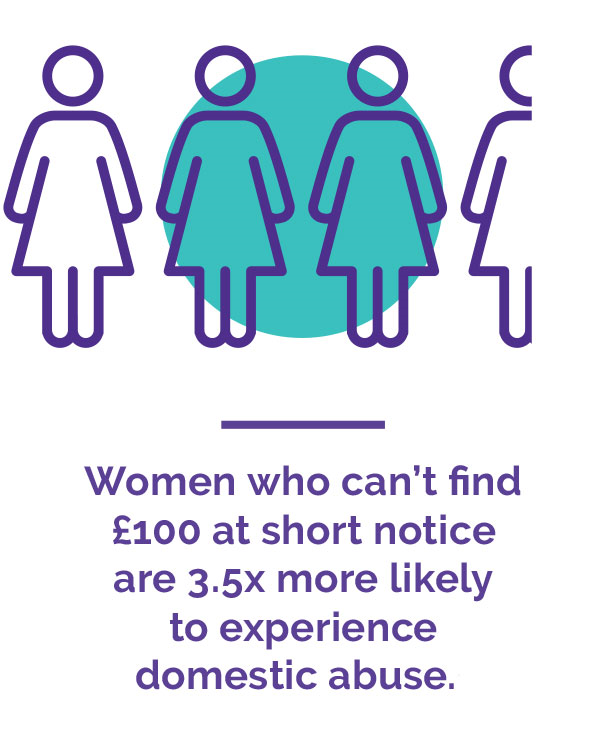 Women who can’t find
£100 at short notice
are 3.5x more likely
to experience
domestic abuse.